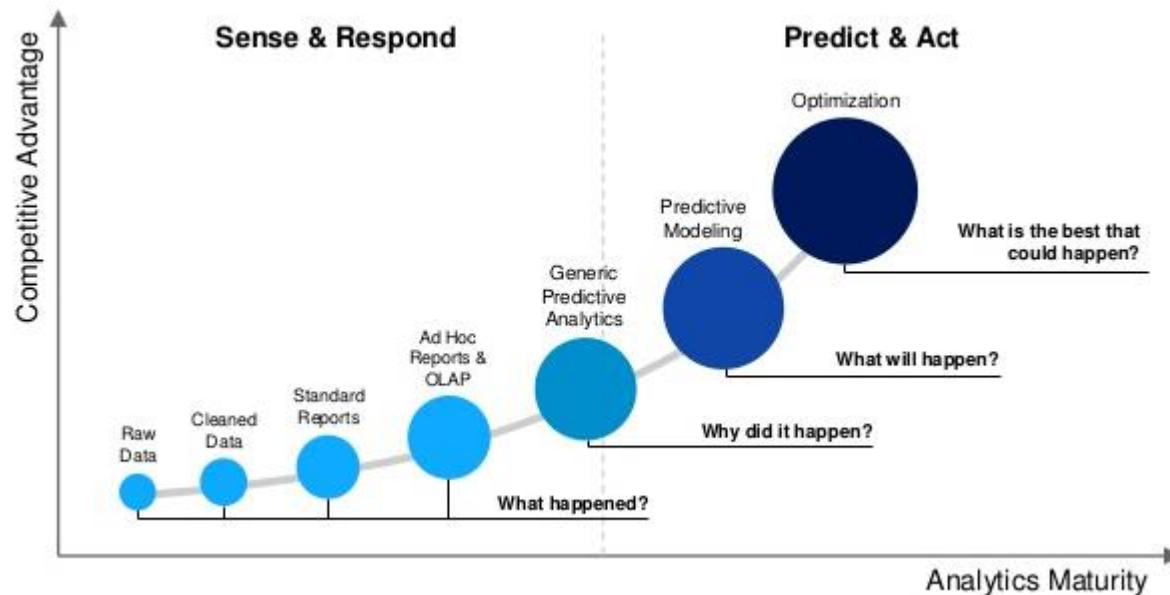 Sense & Respond
Predict & Act
Competitive Advantage
Optimization
Predictive
Modeling
What is the best that
could happen?
Generic
Predictive
Analytics
Ad Hoc
Reports &
OLAP
What will happen?
Standard
Reports
Cleaned
Data
Raw
Data
Why did it happen?
What happened?
Analytics Maturity